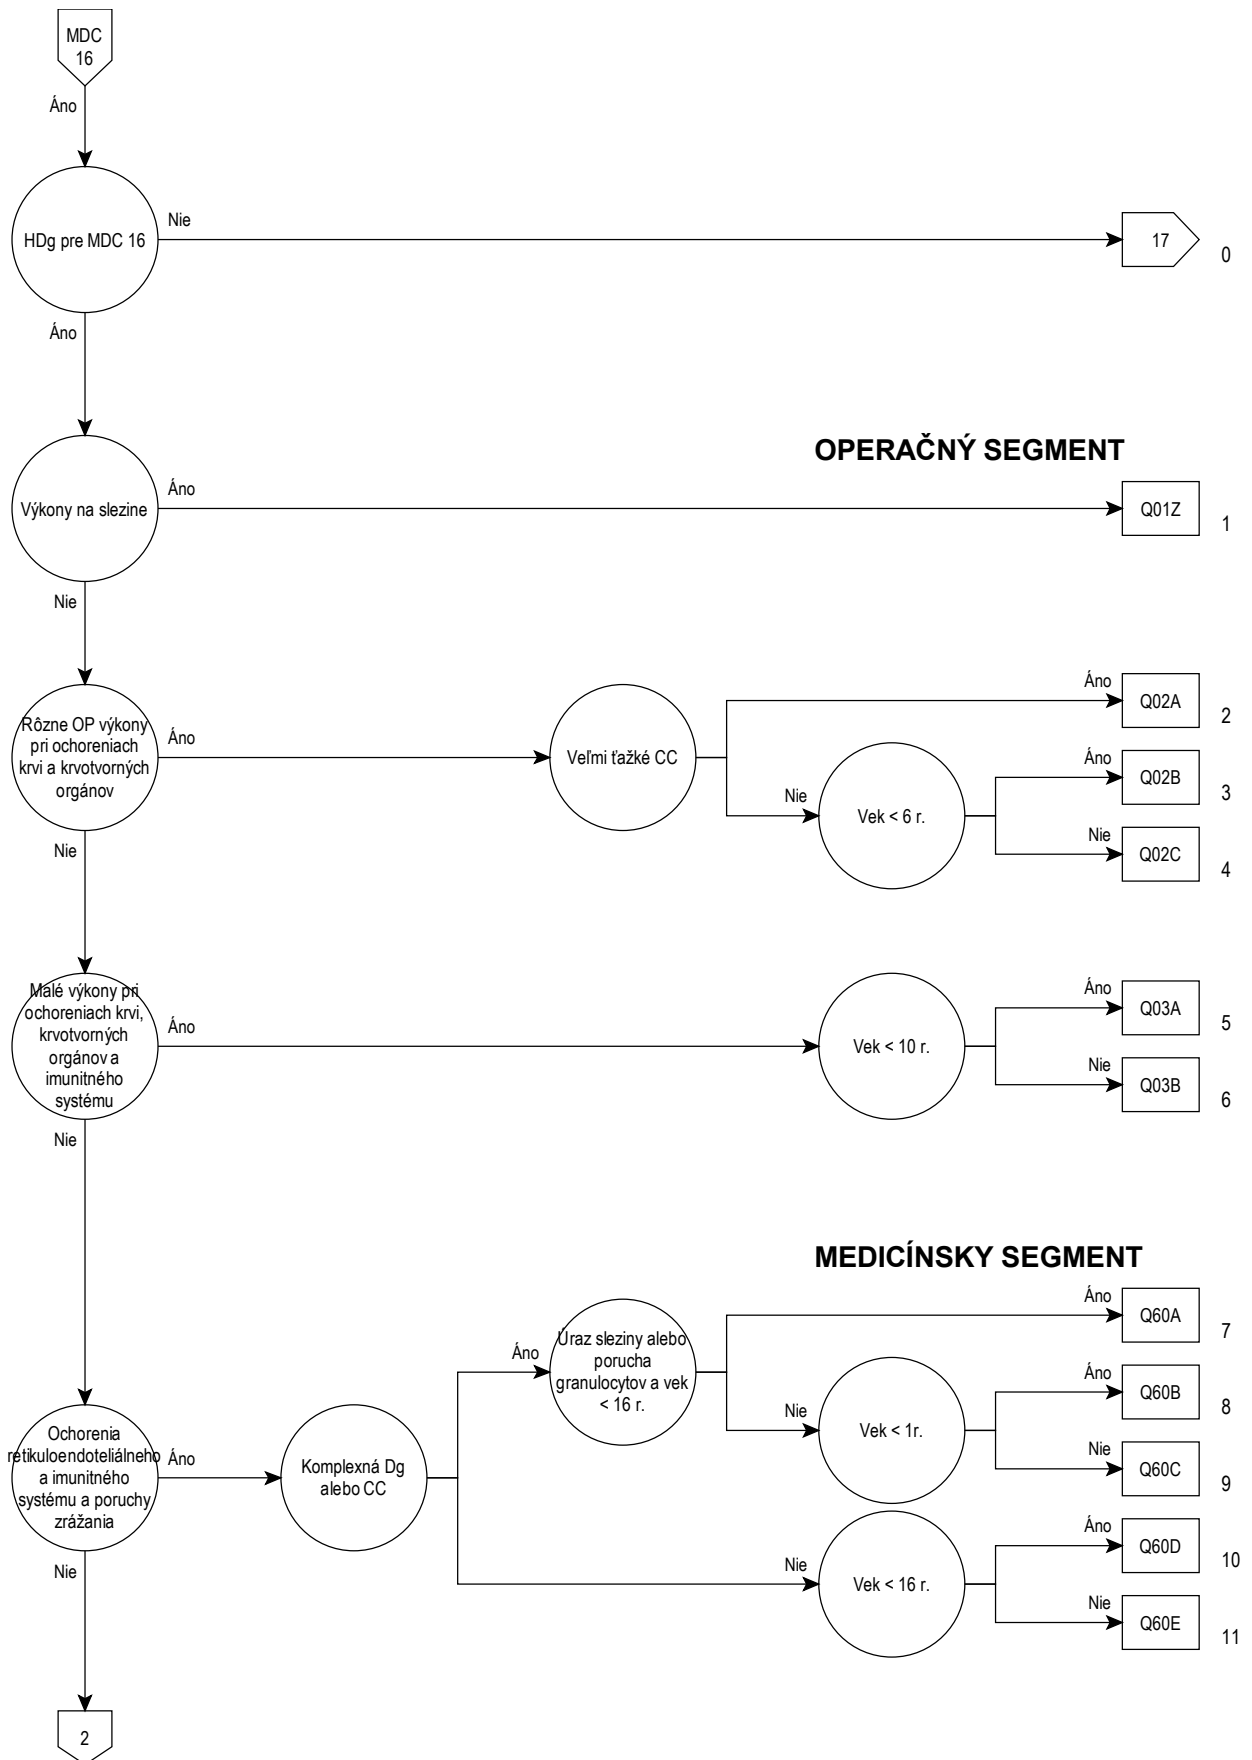 MDC
16
Áno
HDg pre MDC 16
Nie
17
0
Áno
OPERAČNÝ SEGMENT
Výkony na slezine
Áno
Q01Z
1
Nie
Rôzne OP výkony
pri ochoreniach
krvi a krvotvorných
orgánov
Áno
Veľmi ťažké CC
Áno
Q02A
2
Nie
Vek < 6 r.
Áno
Q02B
3
Nie
Q02C
4
Nie
Malé výkony pri
ochoreniach krvi,
krvotvorných
orgánov a
imunitného
systému
Áno
Vek < 10 r.
Áno
Q03A
5
Nie
Q03B
6
Nie
MEDICÍNSKY SEGMENT
Ochorenia
retikuloendoteliálneho
a imunitného
systému a poruchy
zrážania
Áno
Komplexná Dg
alebo CC
Áno
Úraz sleziny alebo
porucha
granulocytov a vek
< 16 r.
Áno
Q60A
7
Nie
Vek < 1r.
Áno
Q60B
8
Nie
Q60C
9
Nie
Vek < 16 r.
Áno
Q60D
10
Nie
Q60E
11
Nie
2